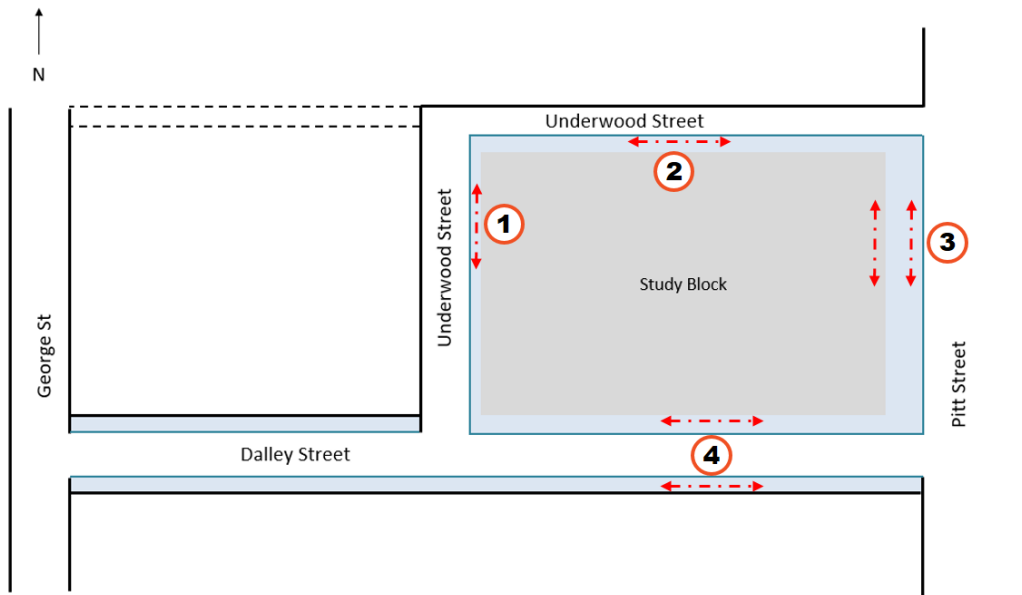 N
Underwood Street
2
Underwood Street
1
3
Study Block
George St
Pitt Street
Dalley Street
4